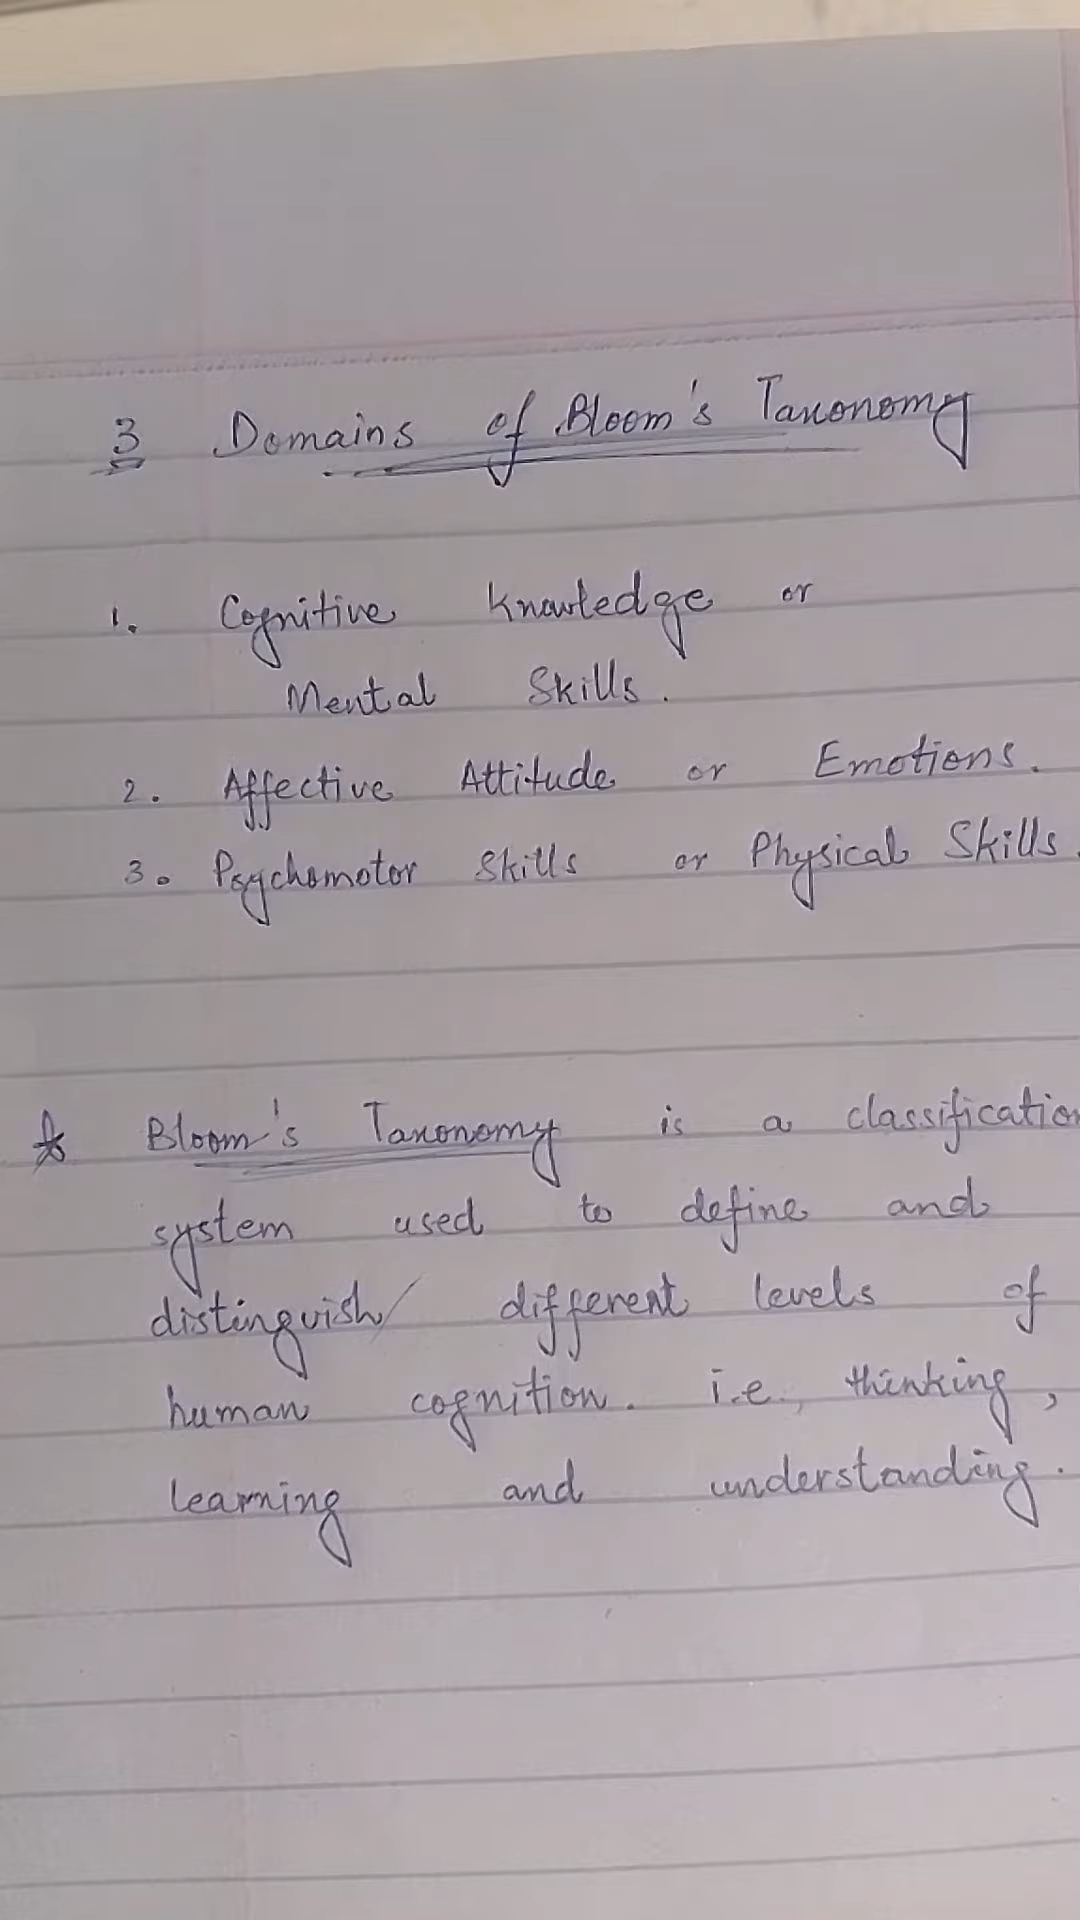 3 Domains of Bloom's Taxonomy
1. Cognitive Knowledge or
Mental Skills.
2. Affective Attitude or Emotions.
3. Psychomotor Skills or Physical Skills.
* Bloom's Taxonomy is a classification
system used to define and
distinguish different levels of
human cognition. i.e., thinking,
learning and understanding.